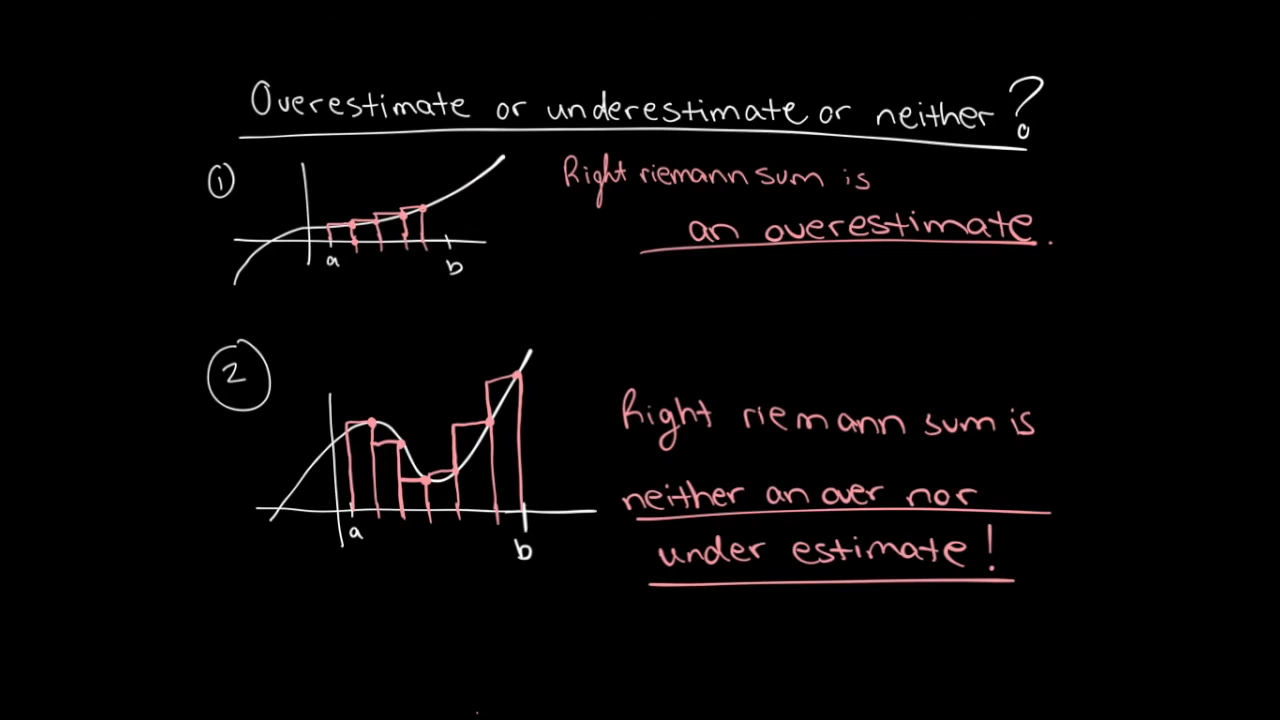 Overestimate or underestimate or neither?
①
Right riemann sum is
an overestimate.
a
b
②
Right riemann sum is
neither an over nor
under estimate!
a
b